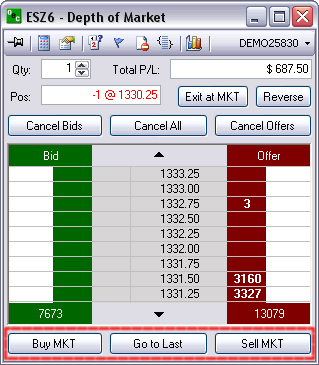 ESZ6 - Depth of Market
DEMO25830
Qty: 1 Total P/L: $ 687.50
Pos: -1 @ 1330.25 Exit at MKT Reverse
Cancel Bids Cancel All Cancel Offers
Bid Offer
1333.25
1333.00
1332.75 3
1332.50
1332.25
1332.00
1331.75
1331.50 3160
1331.25 3327
7673 13079
Buy MKT Go to Last Sell MKT